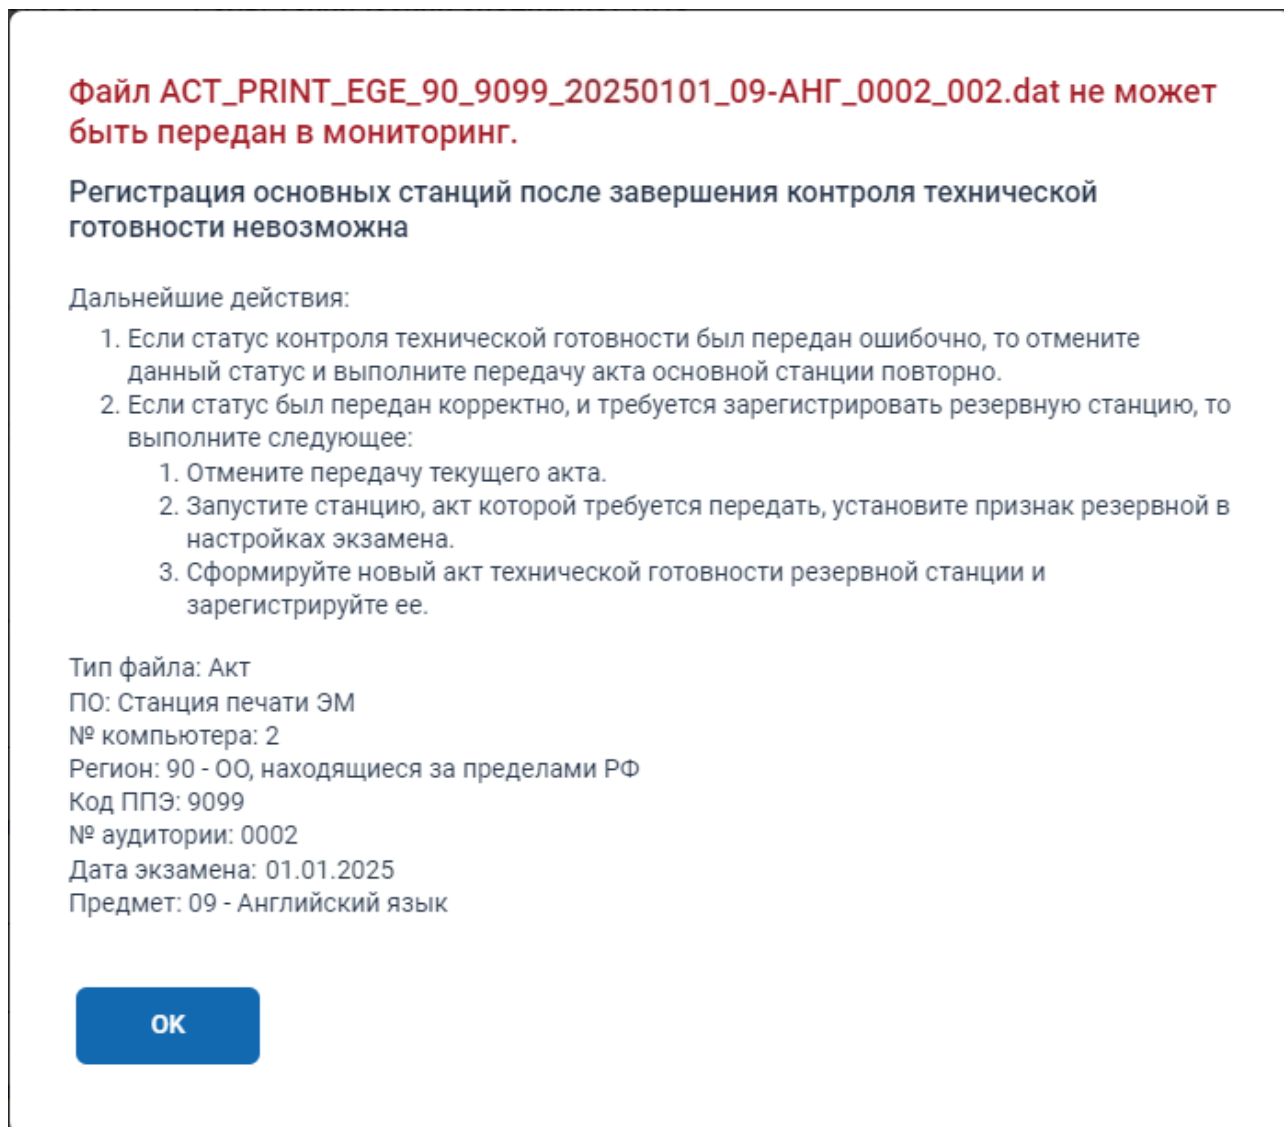 Файл ACT_PRINT_EGE_90_9099_20250101_09-АНГ_0002_002.dat не может
быть передан в мониторинг.
Регистрация основных станций после завершения контроля технической
готовности невозможна
Дальнейшие действия:
1. Если статус контроля технической готовности был передан ошибочно, то отмените
данный статус и выполните передачу акта основной станции повторно.
2. Если статус был передан корректно, и требуется зарегистрировать резервную станцию, то
выполните следующее:
1. Отмените передачу текущего акта.
2. Запустите станцию, акт которой требуется передать, установите признак резервной в
настройках экзамена.
3. Сформируйте новый акт технической готовности резервной станции и
зарегистрируйте ее.
Тип файла: Акт
ПО: Станция печати ЭМ
№ компьютера: 2
Регион: 90 - ОО, находящиеся за пределами РФ
Код ППЭ: 9099
№ аудитории: 0002
Дата экзамена: 01.01.2025
Предмет: 09 - Английский язык
ОК